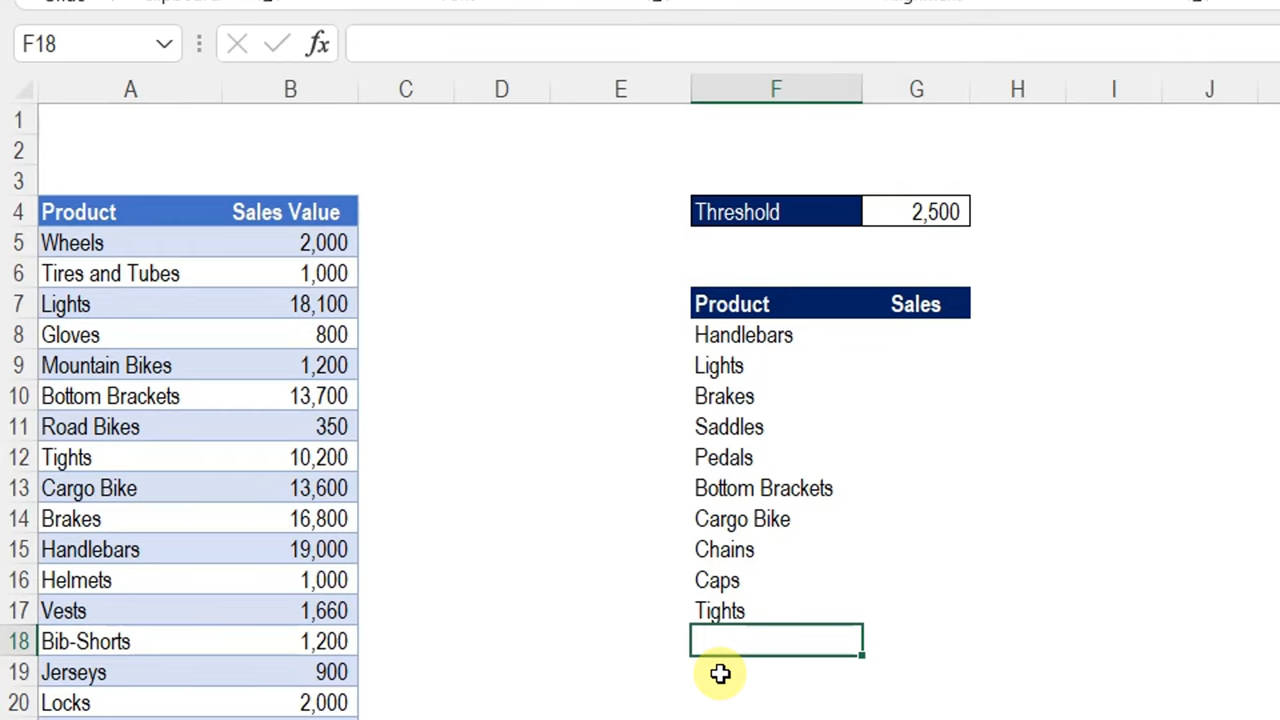 F18 fx
A B C D E F G H I J
1
2
3
4 Product Sales Value Threshold 2,500
5 Wheels 2,000
6 Tires and Tubes 1,000
7 Lights 18,100 Product Sales
8 Gloves 800 Handlebars
9 Mountain Bikes 1,200 Lights
10 Bottom Brackets 13,700 Brakes
11 Road Bikes 350 Saddles
12 Tights 10,200 Pedals
13 Cargo Bike 13,600 Bottom Brackets
14 Brakes 16,800 Cargo Bike
15 Handlebars 19,000 Chains
16 Helmets 1,000 Caps
17 Vests 1,660 Tights
18 Bib-Shorts 1,200
19 Jerseys 900
20 Locks 2,000